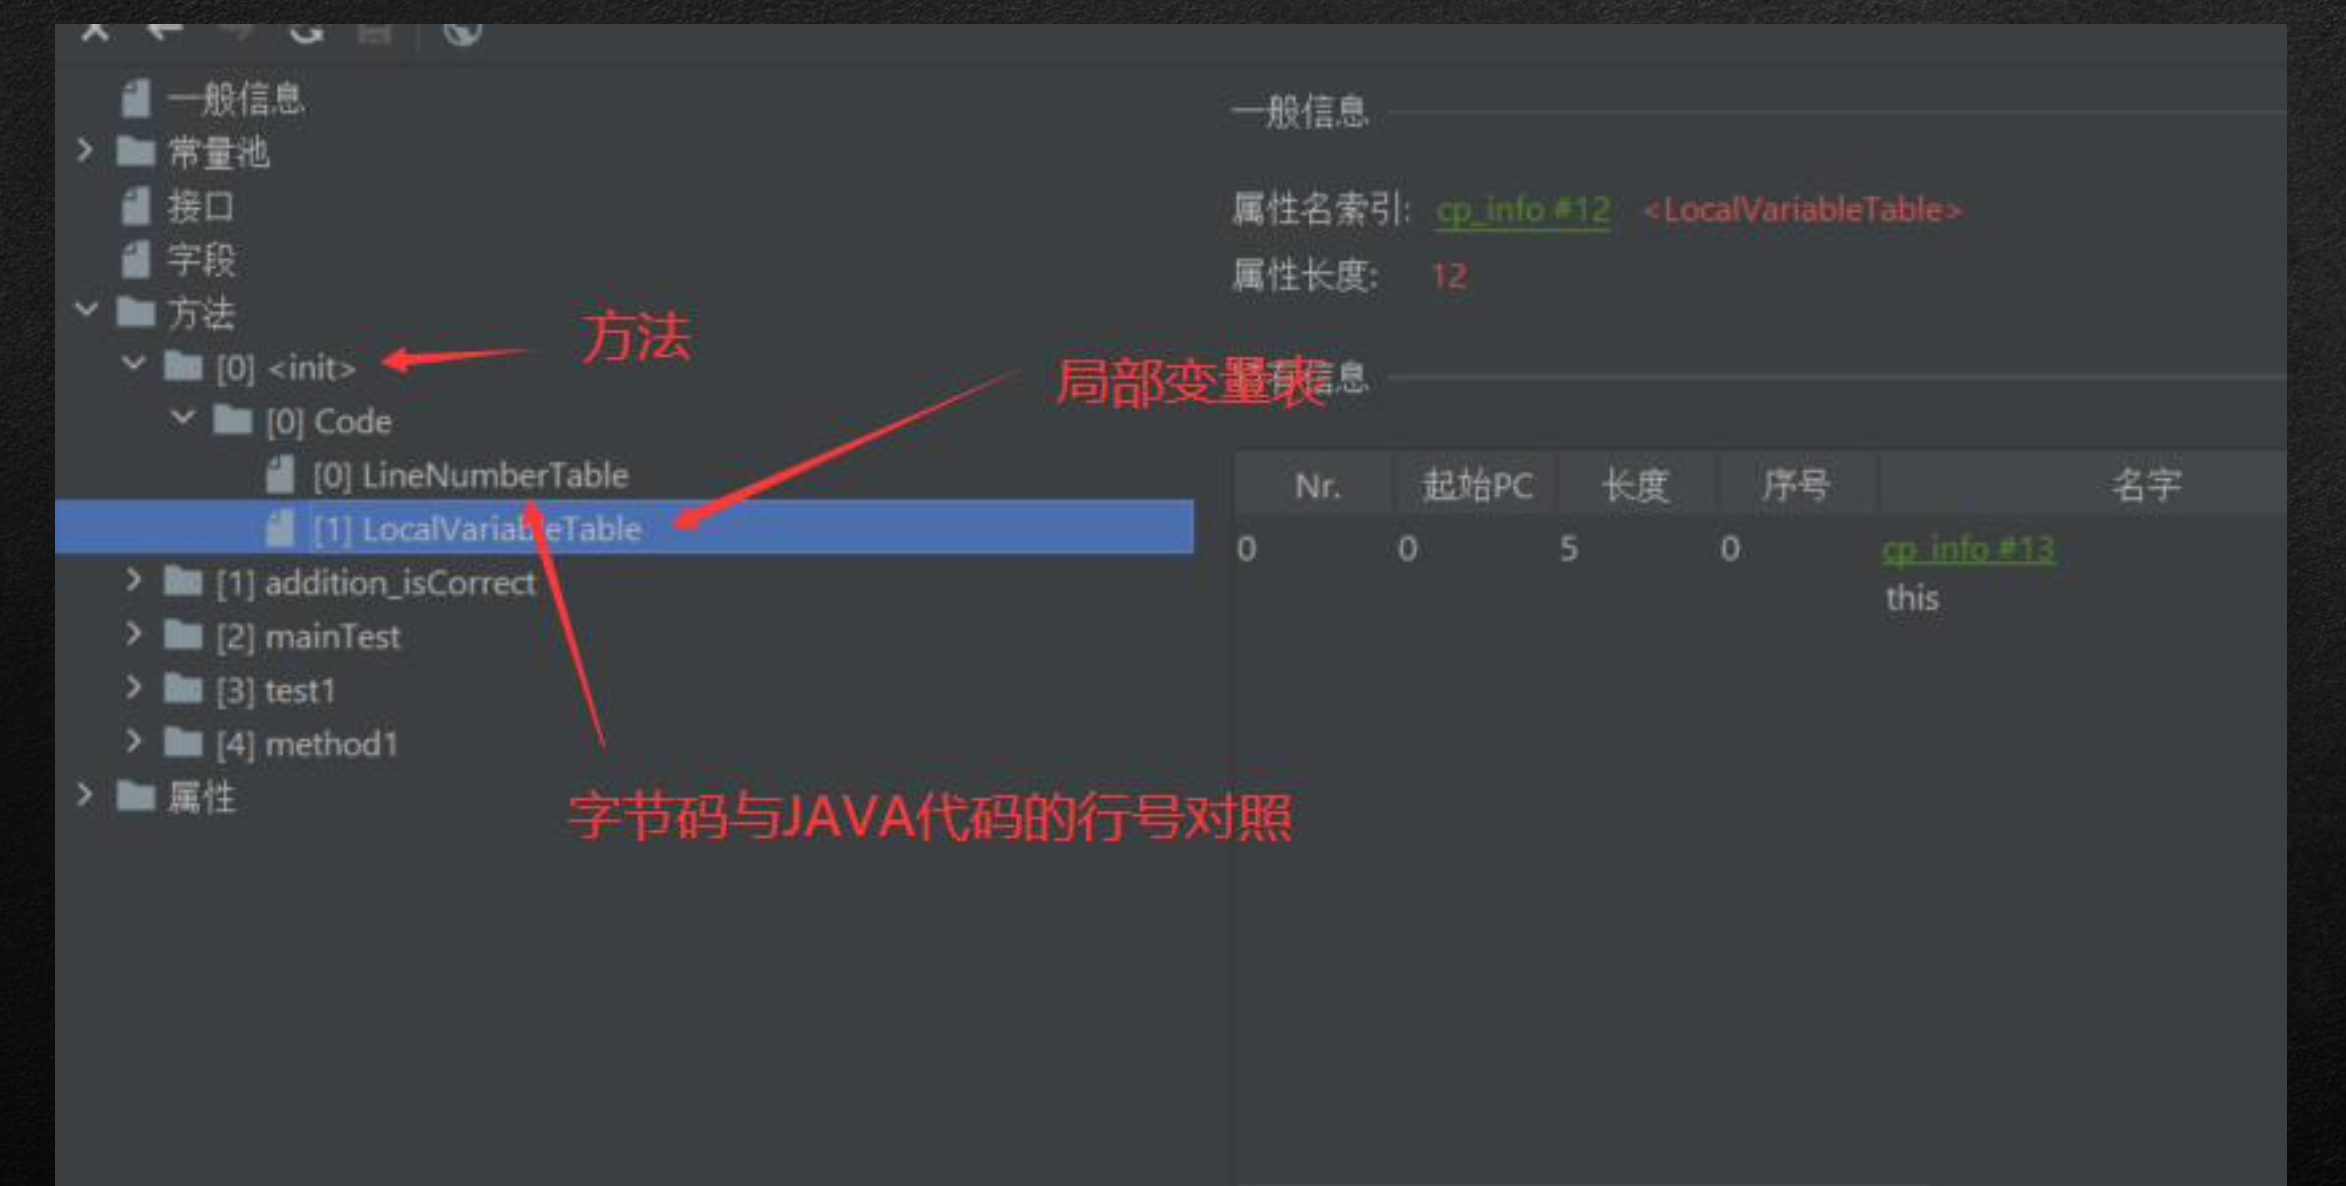 一般信息
常量池
接口
字段
方法
[0] <init>
[0] Code
[0] LineNumberTable
[1] LocalVariableTable
[1] addition_isCorrect
[2] mainTest
[3] test1
[4] method1
属性
方法
局部变量表
字节码与JAVA代码的行号对照
一般信息
属性名索引: cp_info #12 <LocalVariableTable>
属性长度: 12
信息
Nr. 起始PC 长度 序号 名字
0 0 5 0 cp_info #13
this